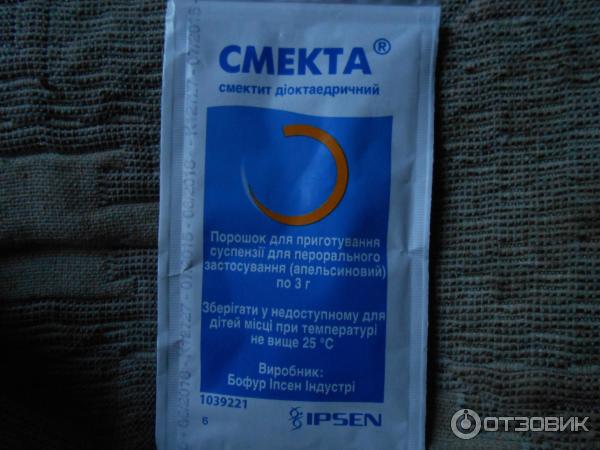 СМЕКТА®
смектит діоктаедричний
Порошок для приготування
суспензії для перорального
застосування (апельсиновий)
по 3 г
Зберігати у недоступному для
дітей місці при температурі
не вище 25 °C
Виробник:
Бофур Іпсен Індустрі
1039221
6
IPSEN
ОТЗОВИК